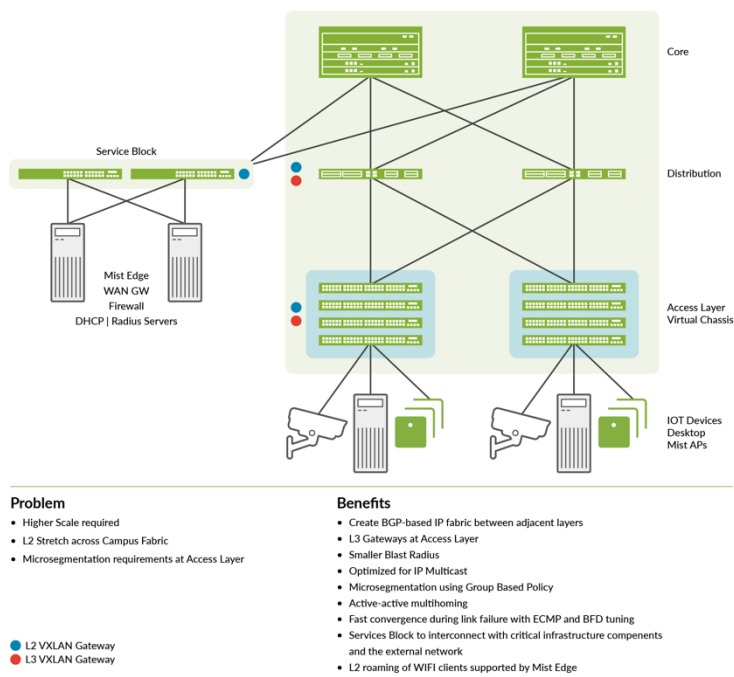 Core
Service Block
Distribution
Mist Edge
WAN GW
Firewall
DHCP | Radius Servers
Access Layer
Virtual Chassis
IOT Devices
Desktop
Mist APs
Problem
• Higher Scale required
• L2 Stretch across Campus Fabric
• Microsegmentation requirements at Access Layer
L2 VXLAN Gateway
L3 VXLAN Gateway
Benefits
• Create BGP-based IP fabric between adjacent layers
• L3 Gateways at Access Layer
• Smaller Blast Radius
• Optimized for IP Multicast
• Microsegmentation using Group Based Policy
• Active-active multihoming
• Fast convergence during link failure with ECMP and BFD tuning
• Services Block to interconnect with critical infrastructure compenents
and the external network
• L2 roaming of WIFI clients supported by Mist Edge